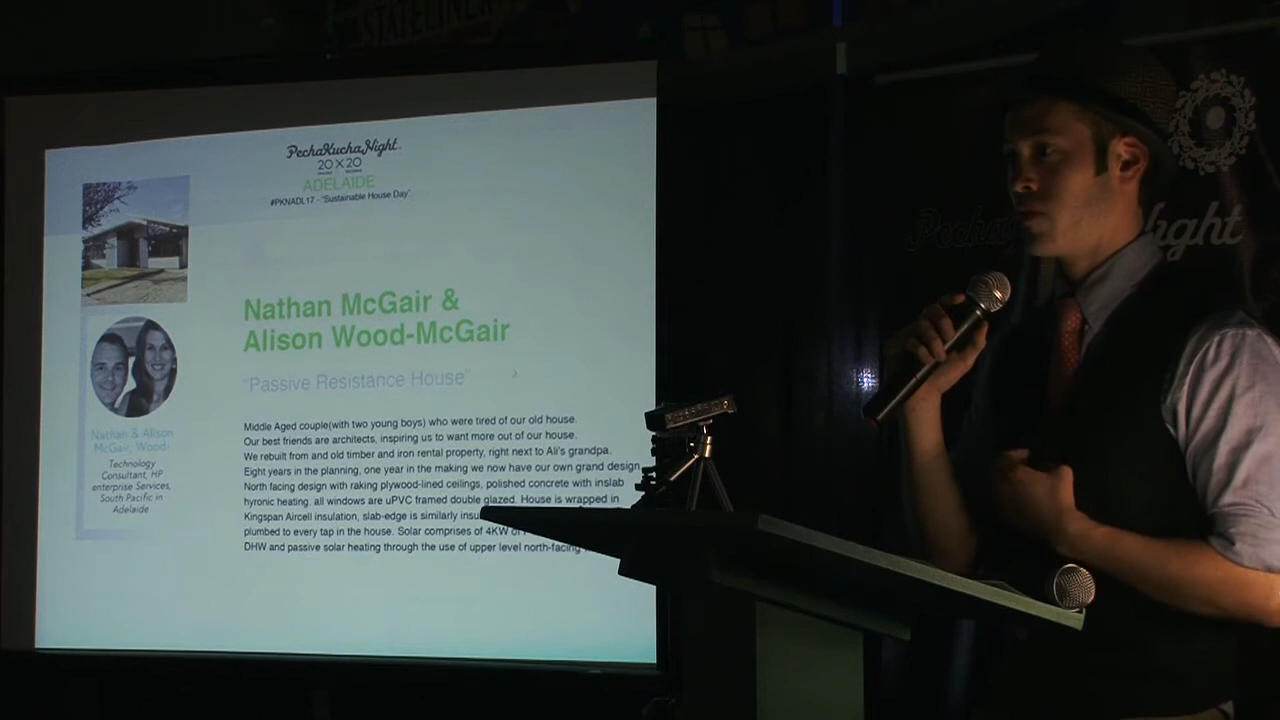 STATELINER
PechaKuchaNight
20X20
ADELAIDE
#PKNADL17 - "Sustainable House Day"
Nathan McGair &
Alison Wood-McGair
"Passive Resistance House"
Nathan & Alison
McGair, Wood-
Technology
Consultant, HP
enterprise Services,
South Pacific in
Adelaide
Middle Aged couple(with two young boys) who were tired of our old house.
Our best friends are architects, inspiring us to want more out of our house.
We rebuilt from and old timber and iron rental property, right next to Ali's grandpa.
Eight years in the planning, one year in the making we now have our own grand design
North facing design with raking plywood-lined ceilings, polished concrete with inslab
hyronic heating. all windows are uPVC framed double glazed. House is wrapped in
Kingspan Aircell insulation, slab-edge is similarly
plumbed to every tap in the house. Solar comprises of 4KW
DHW and passive solar heating through the use of upper level north-facing
Pecha Night